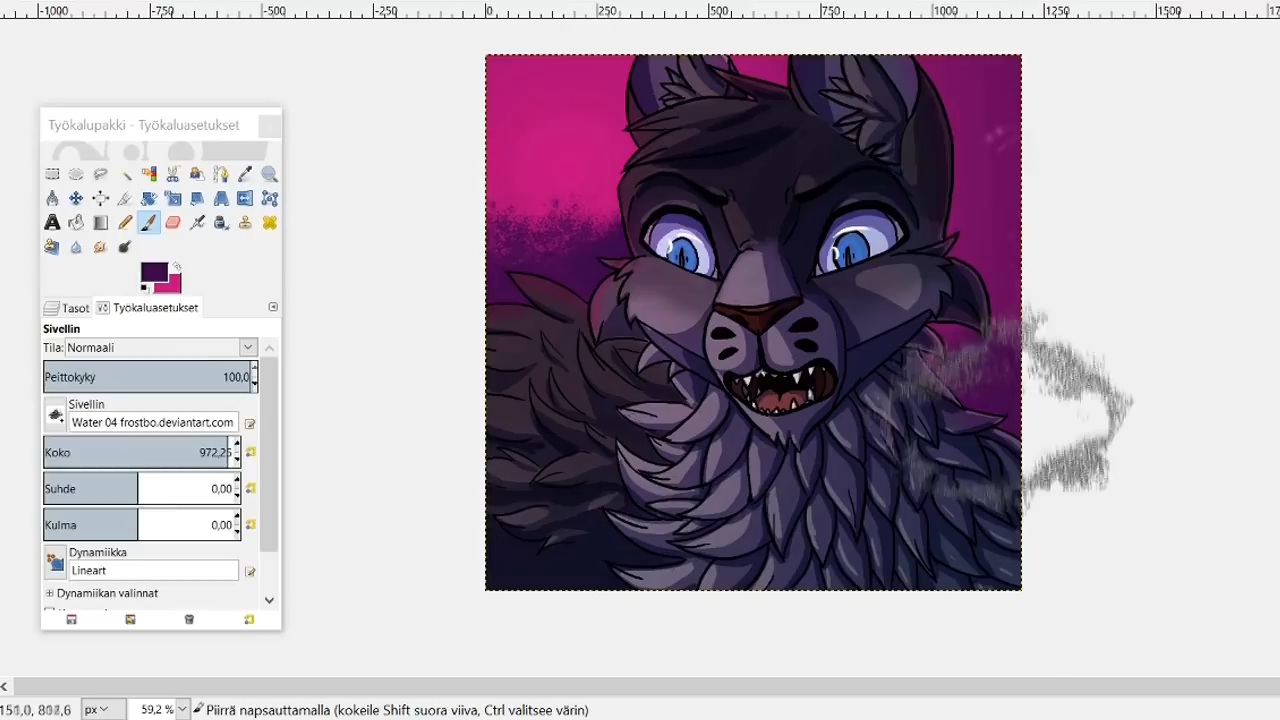 -1000 -750 -500 -250 0 250 500 750 1000 1250 1500
Työkalupakki - Työkaluasetukset
Tasot Työkaluasetukset
Sivellin
Tila: Normaali
Peittokyky 100,0
Sivellin
Water 04 frostbo.deviantart.com
Koko 972,25
Suhde 0,00
Kulma 0,00
Dynamiikka
Lineart
Dynamiikan valinnat
px 59,2 % Piirrä napsauttamalla (kokeile Shift suora viiva, Ctrl valitsee värin)